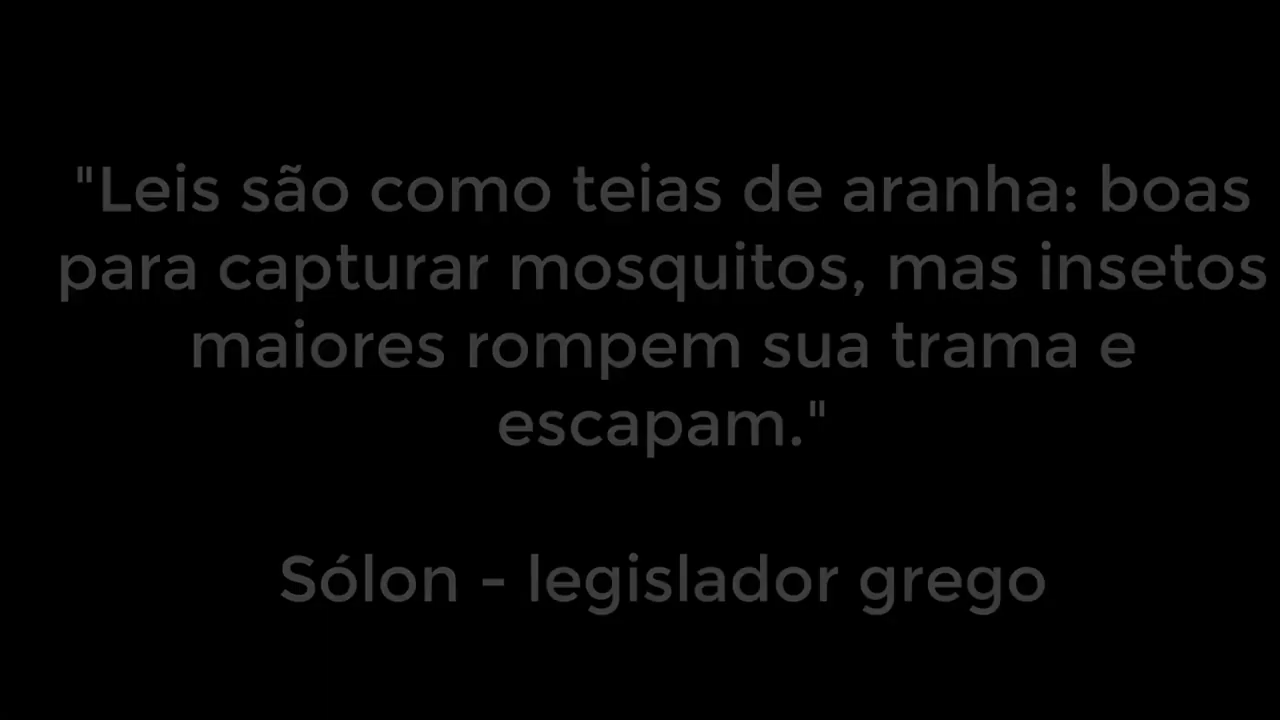 "Leis são como teias de aranha: boas
para capturar mosquitos, mas insetos
maiores rompem sua trama e
escapam."
Sólon - legislador grego